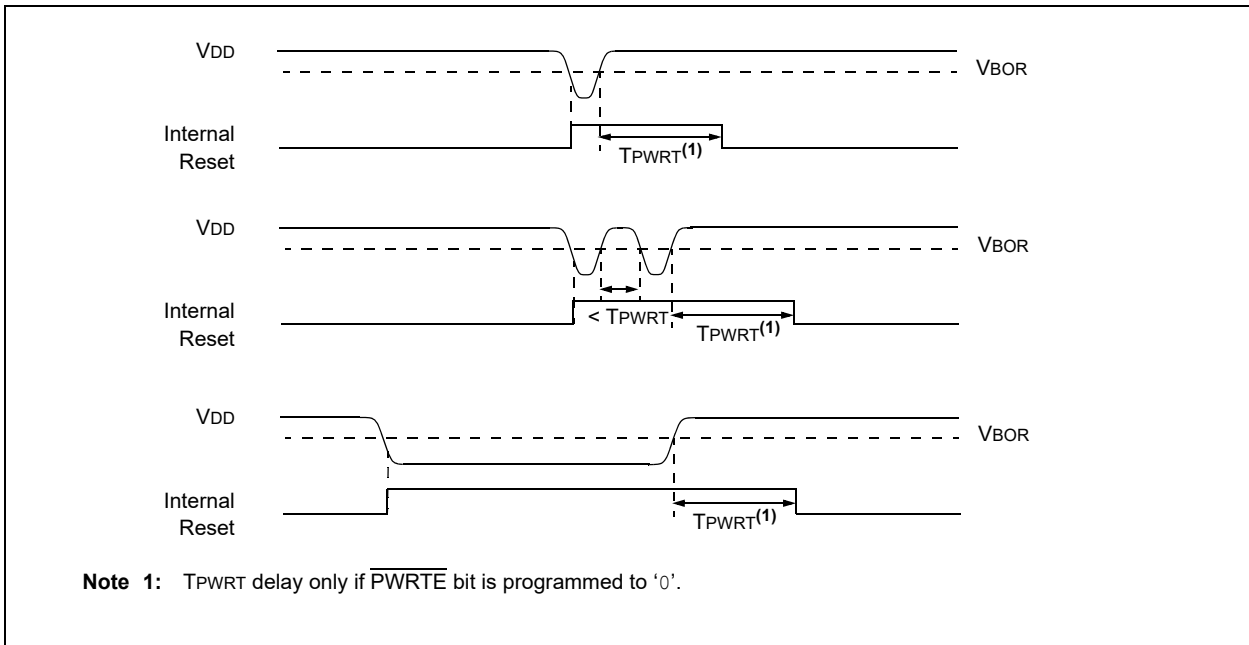 VDD
VBOR
Internal
Reset
TPWRT(1)
VDD
VBOR
Internal
Reset
< TPWRT
TPWRT(1)
VDD
VBOR
Internal
Reset
TPWRT(1)
Note 1: TPWRT delay only if PWRTE bit is programmed to ‘0’.